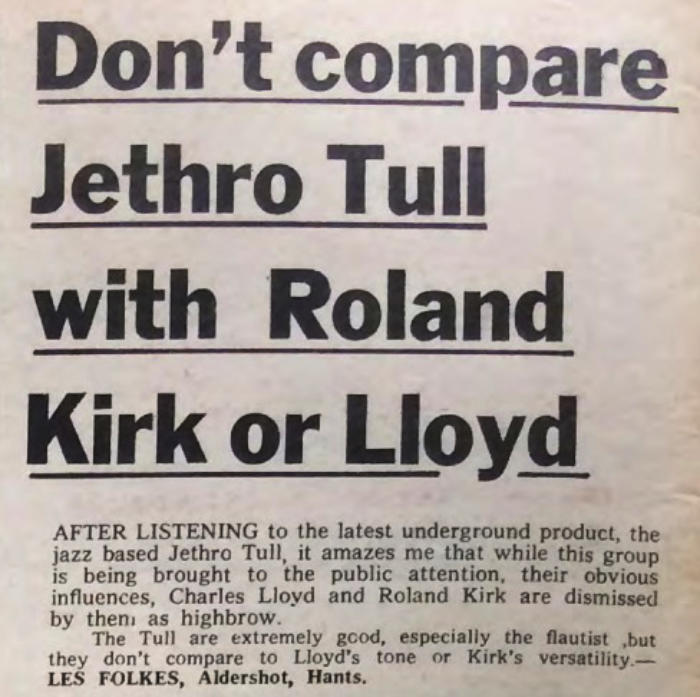 Don't compare
Jethro Tull
with Roland
Kirk or Lloyd
AFTER LISTENING to the latest underground product, the
jazz based Jethro Tull, it amazes me that while this group
is being brought to the public attention, their obvious
influences, Charles Lloyd and Roland Kirk are dismissed
by them as highbrow.
The Tull are extremely good, especially the flautist ,but
they don't compare to Lloyd's tone or Kirk's versatility.—
LES FOLKES, Aldershot, Hants.